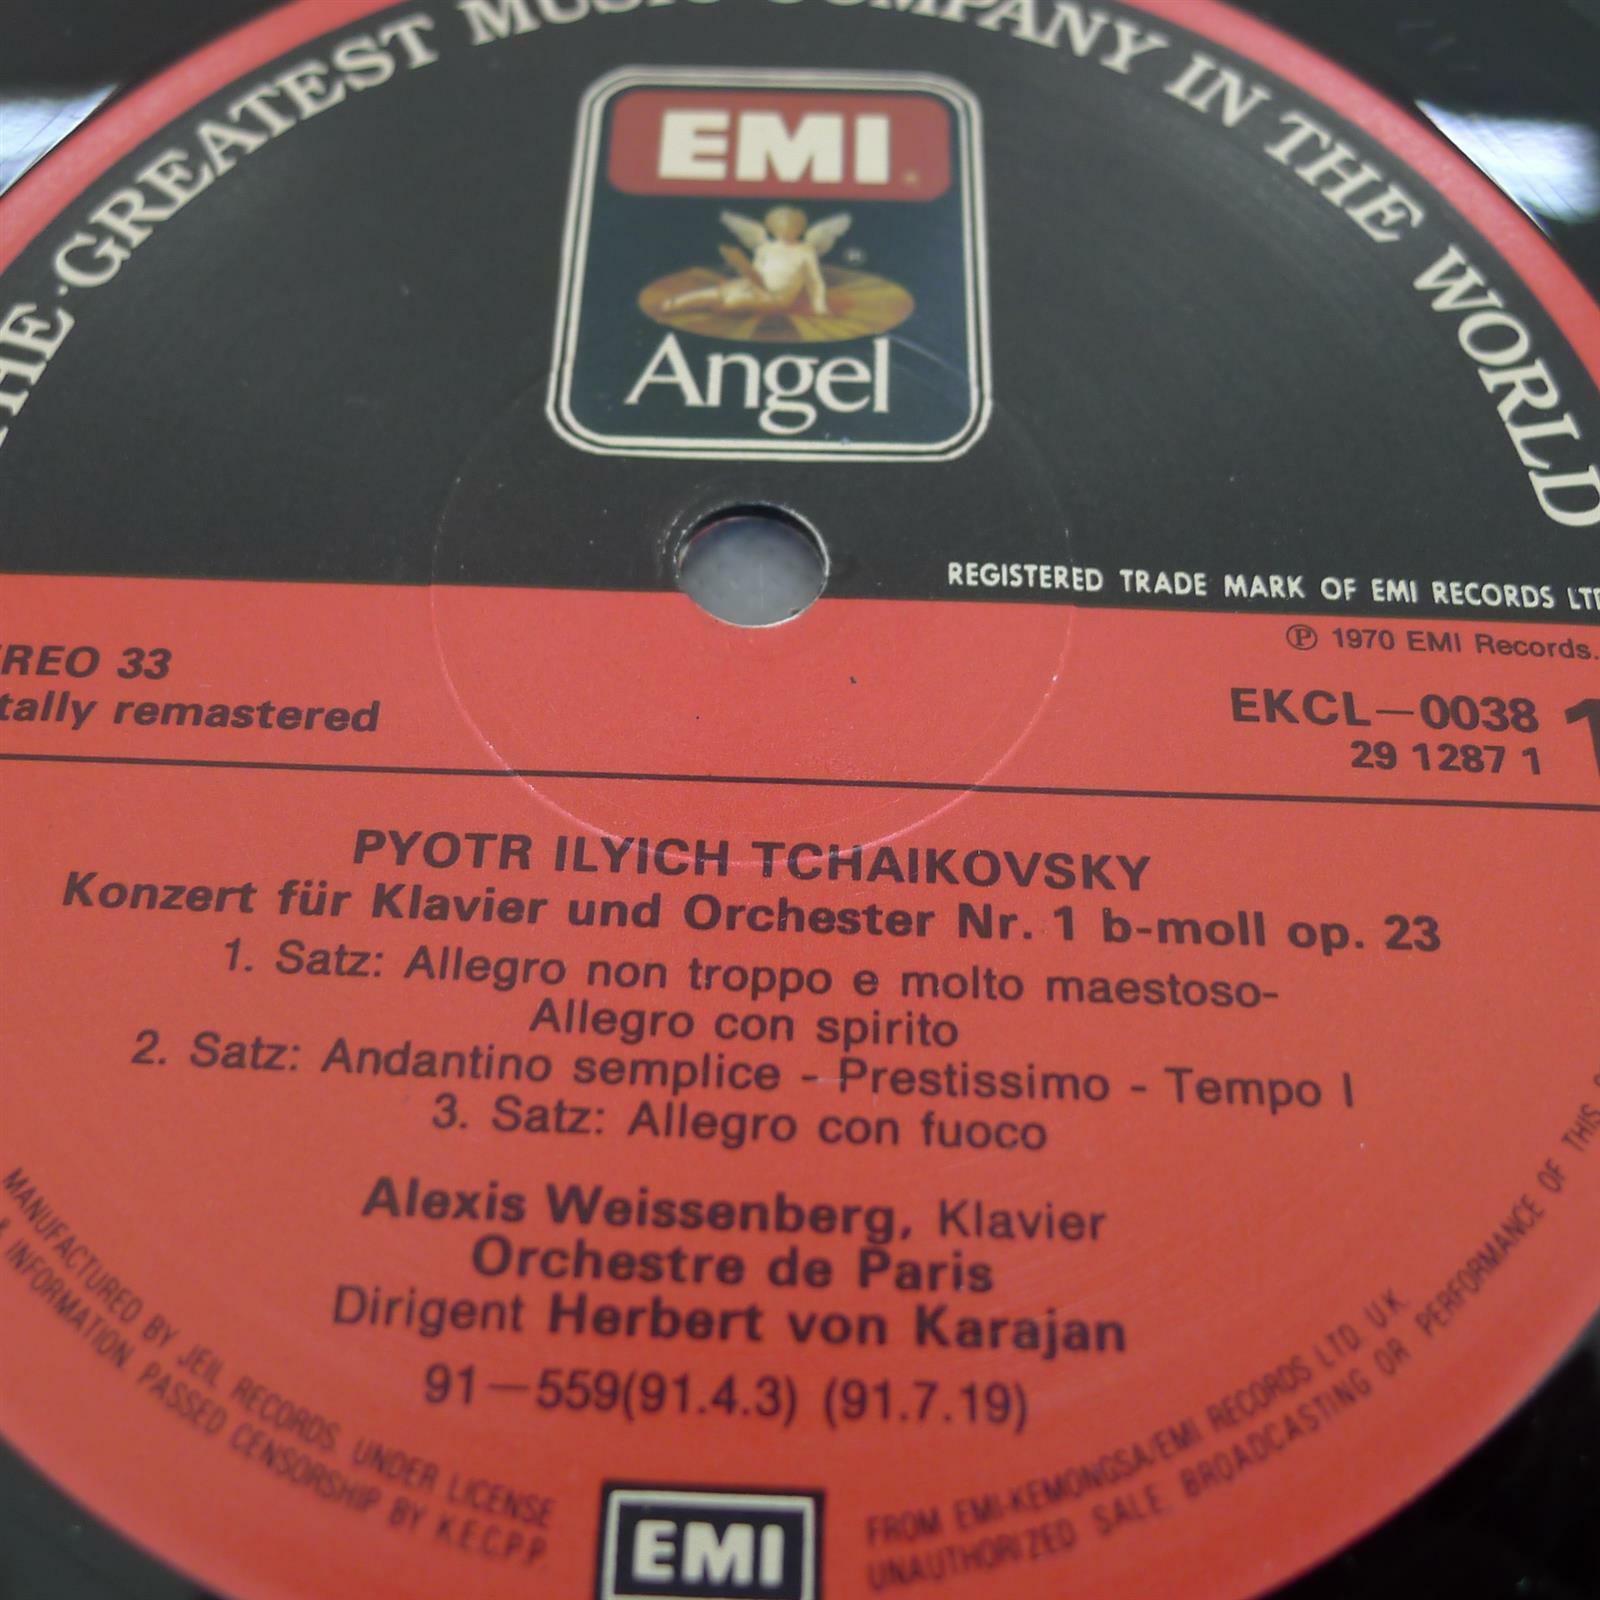 THE GREATEST MUSIC COMPANY IN THE WORLD
EMI
Angel
REGISTERED TRADE MARK OF EMI RECORDS
℗ 1970 EMI Records.
33
remastered
EKCL—0038
29 1287 1
1
PYOTR ILYICH TCHAIKOVSKY
Konzert für Klavier und Orchester Nr. 1 b-moll op. 23
1. Satz: Allegro non troppo e molto maestoso-
Allegro con spirito
2. Satz: Andantino semplice - Prestissimo - Tempo I
3. Satz: Allegro con fuoco
Alexis Weissenberg, Klavier
Orchestre de Paris
Dirigent Herbert von Karajan
91—559(91.4.3) (91.7.19)
MANUFACTURED BY JEIL RECORDS. UNDER LICENSE
FROM EMI-KEMONGSA/EMI RECORDS LTD. U.K.
& INFORMATION. PASSED CENSORSHIP BY K.E.C.P.P.
UNAUTHORIZED SALE. BROADCASTING OR PERFORMANCE OF THIS
EMI